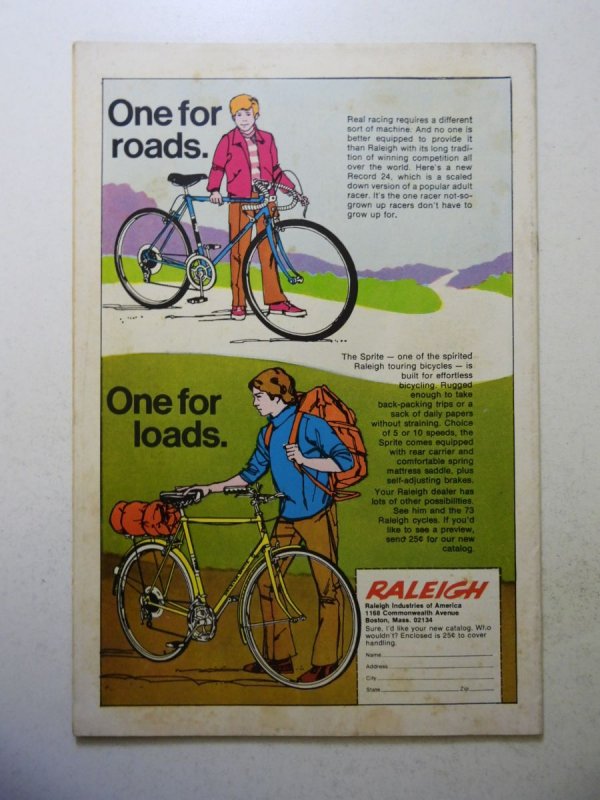 One for
roads.
Real racing requires a different
sort of machine. And no one is
better equipped to provide it
than Raleigh with its long tradi-
tion of winning competition all
over the world. Here's a new
Record 24, which is a scaled
down version of a popular adult
racer. It's the one racer not-so-
grown up racers don't have to
grow up for.
One for
loads.
The Sprite – one of the spirited
Raleigh touring bicycles – is
built for effortless
bicycling. Rugged
enough to take
back-packing trips or a
sack of daily papers
without straining. Choice
of 5 or 10 speeds, the
Sprite comes equipped
with rear carrier and
comfortable spring
mattress saddle, plus
self-adjusting brakes.
Your Raleigh dealer has
lots of other possibilities.
See him and the 73
Raleigh cycles. If you'd
like to see a preview,
send 25¢ for our new
catalog.
RALEIGH
Raleigh Industries of America
1168 Commonwealth Avenue
Boston, Mass. 02134
Sure, I'd like your new catalog. Who
wouldn't? Enclosed is 25¢ to cover
handling.
Name
Address
City
State Zip